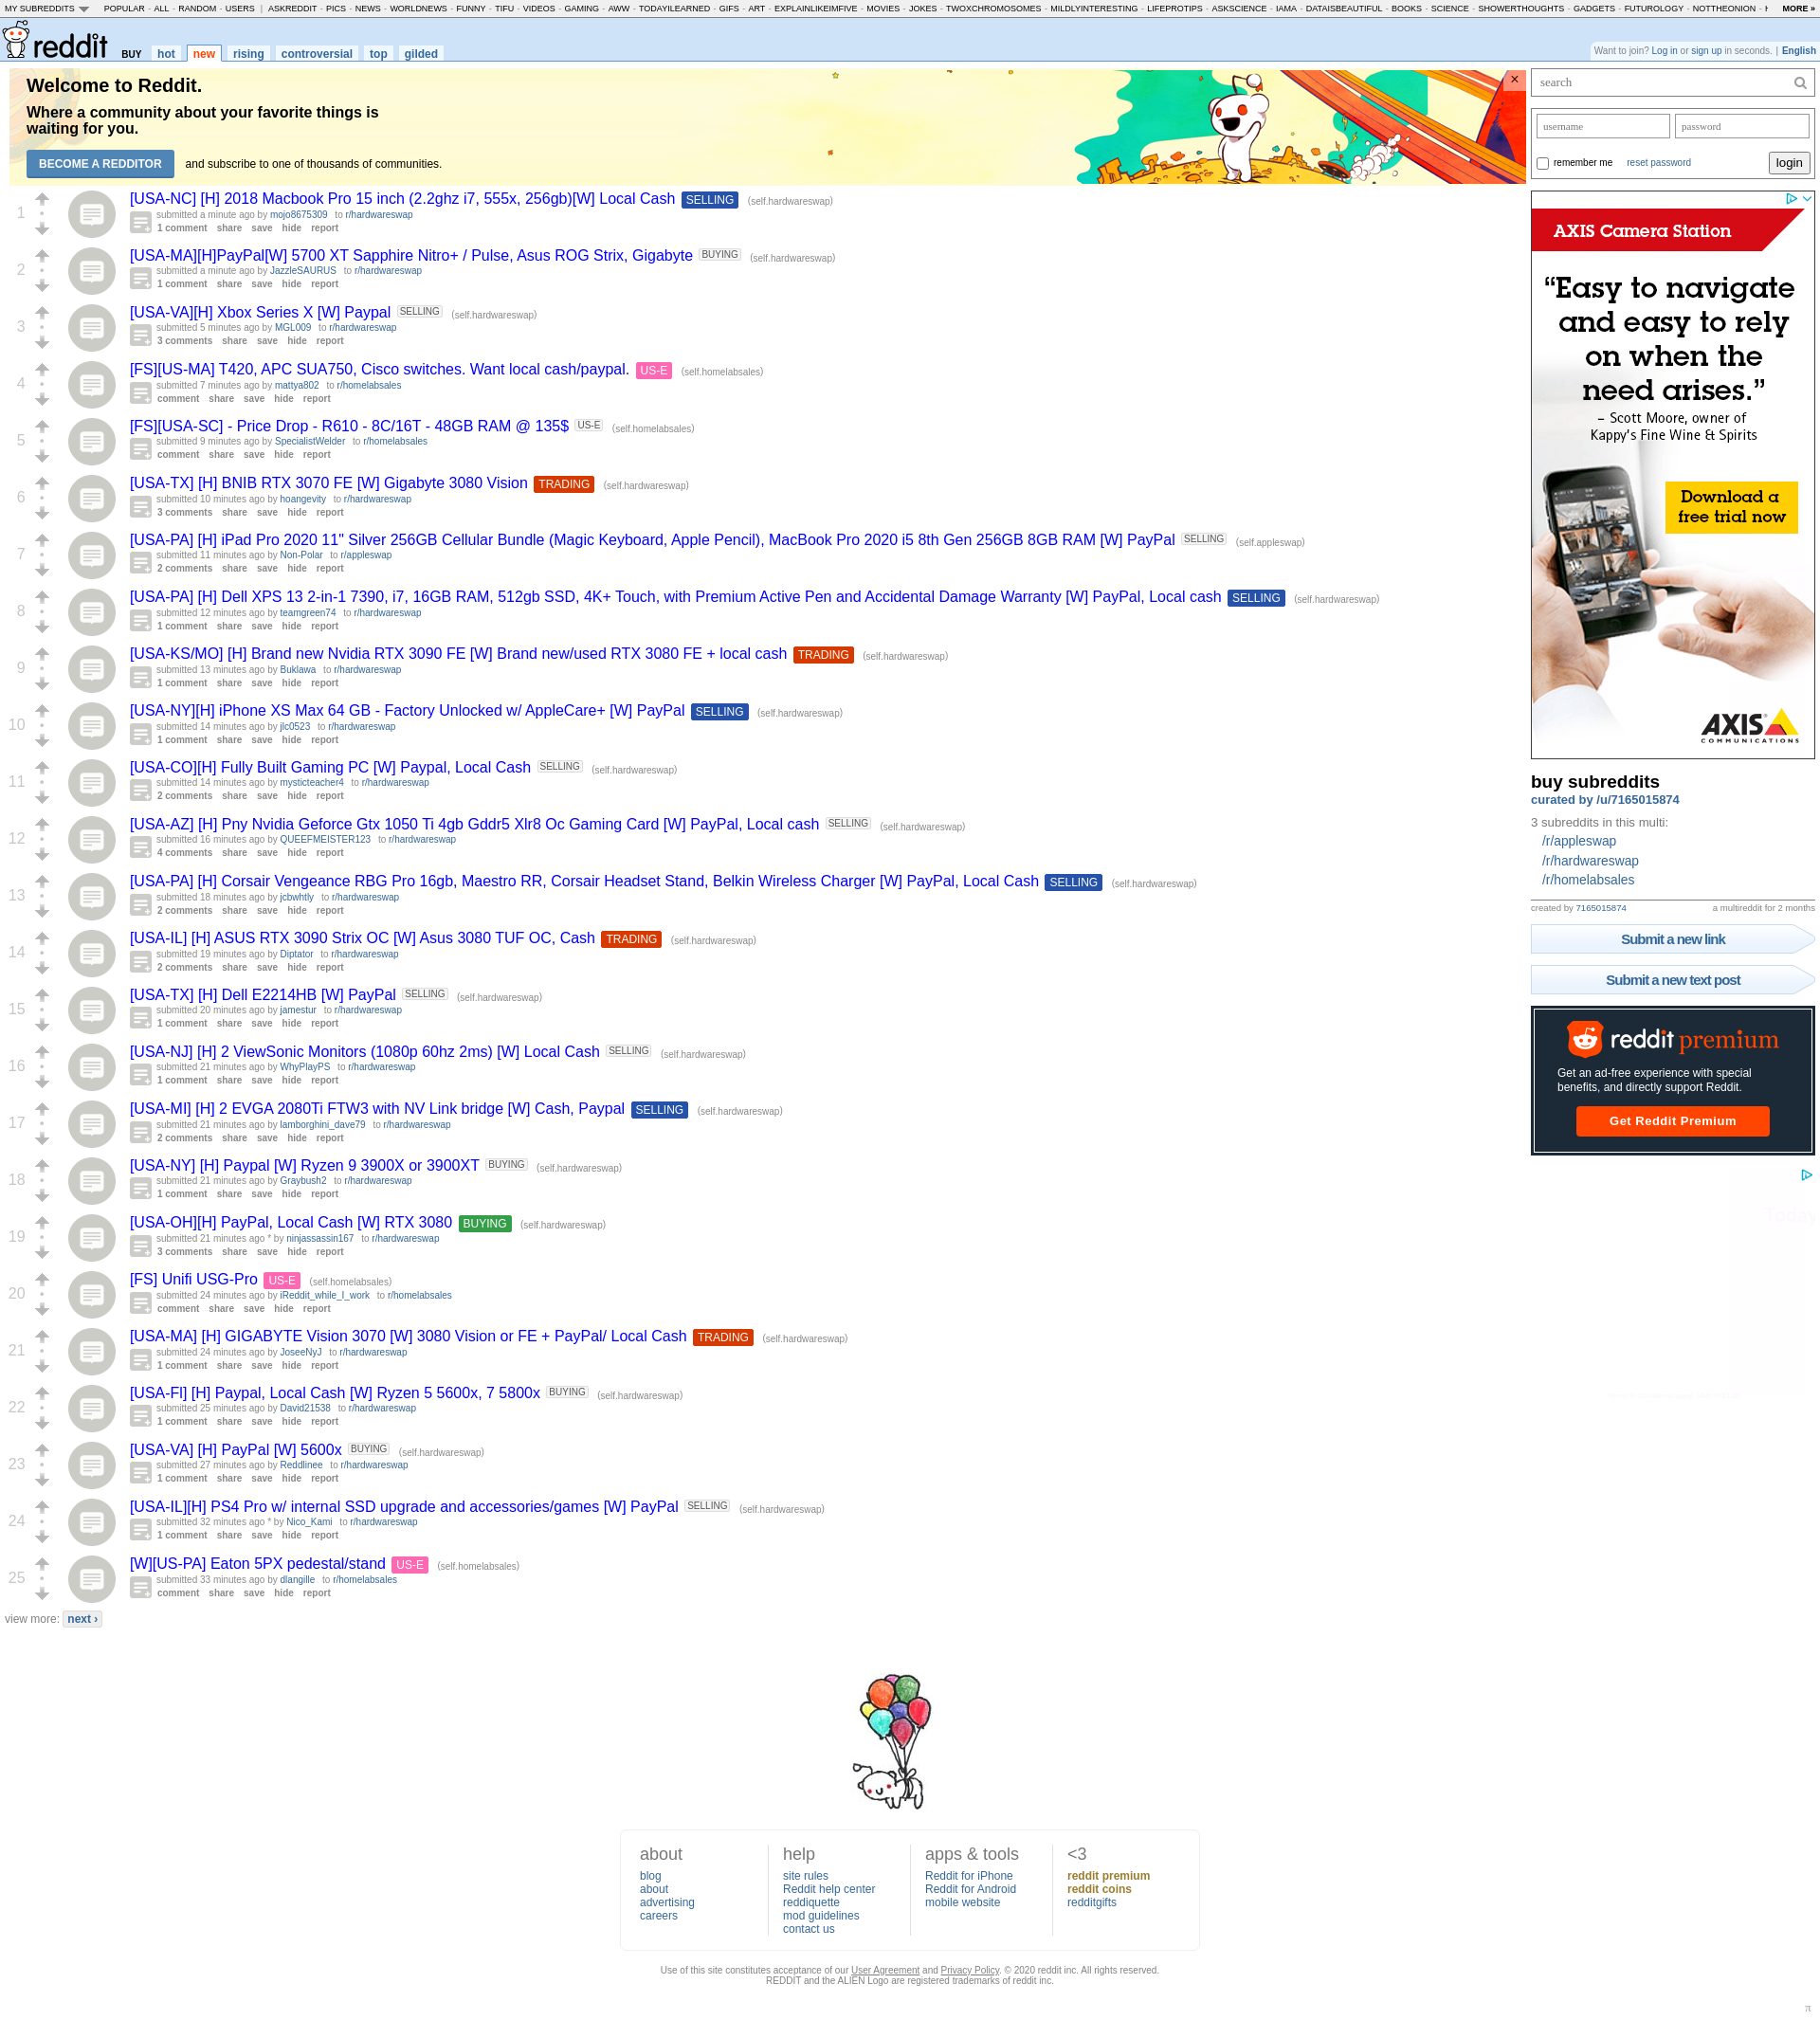 MY SUBREDDITS POPULAR - ALL - RANDOM - USERS | ASKREDDIT - PICS - NEWS - WORLDNEWS - FUNNY - TIFU - VIDEOS - GAMING - AWW - TODAYILEARNED - GIFS - ART - EXPLAINLIKEIMFIVE - MOVIES - JOKES - TWOXCHROMOSOMES - MILDLYINTERESTING - LIFEPROTIPS - ASKSCIENCE - IAMA - DATAISBEAUTIFUL - BOOKS - SCIENCE - SHOWERTHOUGHTS - GADGETS - FUTUROLOGY - NOTTHEONION - MORE »
reddit BUY hot new rising controversial top gilded
Want to join? Log in or sign up in seconds. | English
Welcome to Reddit.
Where a community about your favorite things is
waiting for you.
BECOME A REDDITOR and subscribe to one of thousands of communities.
×
1
[USA-NC] [H] 2018 Macbook Pro 15 inch (2.2ghz i7, 555x, 256gb)[W] Local Cash SELLING (self.hardwareswap)
submitted a minute ago by mojo8675309 to r/hardwareswap
1 comment share save hide report
2
[USA-MA][H]PayPal[W] 5700 XT Sapphire Nitro+ / Pulse, Asus ROG Strix, Gigabyte BUYING (self.hardwareswap)
submitted a minute ago by JazzleSAURUS to r/hardwareswap
1 comment share save hide report
3
[USA-VA][H] Xbox Series X [W] Paypal SELLING (self.hardwareswap)
submitted 5 minutes ago by MGL009 to r/hardwareswap
3 comments share save hide report
4
[FS][US-MA] T420, APC SUA750, Cisco switches. Want local cash/paypal. US-E (self.homelabsales)
submitted 7 minutes ago by mattya802 to r/homelabsales
comment share save hide report
5
[FS][USA-SC] - Price Drop - R610 - 8C/16T - 48GB RAM @ 135$ US-E (self.homelabsales)
submitted 9 minutes ago by SpecialistWelder to r/homelabsales
comment share save hide report
6
[USA-TX] [H] BNIB RTX 3070 FE [W] Gigabyte 3080 Vision TRADING (self.hardwareswap)
submitted 10 minutes ago by hoangevity to r/hardwareswap
3 comments share save hide report
7
[USA-PA] [H] iPad Pro 2020 11" Silver 256GB Cellular Bundle (Magic Keyboard, Apple Pencil), MacBook Pro 2020 i5 8th Gen 256GB 8GB RAM [W] PayPal SELLING (self.appleswap)
submitted 11 minutes ago by Non-Polar to r/appleswap
2 comments share save hide report
8
[USA-PA] [H] Dell XPS 13 2-in-1 7390, i7, 16GB RAM, 512gb SSD, 4K+ Touch, with Premium Active Pen and Accidental Damage Warranty [W] PayPal, Local cash SELLING (self.hardwareswap)
submitted 12 minutes ago by teamgreen74 to r/hardwareswap
1 comment share save hide report
9
[USA-KS/MO] [H] Brand new Nvidia RTX 3090 FE [W] Brand new/used RTX 3080 FE + local cash TRADING (self.hardwareswap)
submitted 13 minutes ago by Buklawa to r/hardwareswap
1 comment share save hide report
10
[USA-NY][H] iPhone XS Max 64 GB - Factory Unlocked w/ AppleCare+ [W] PayPal SELLING (self.hardwareswap)
submitted 14 minutes ago by jlc0523 to r/hardwareswap
1 comment share save hide report
11
[USA-CO][H] Fully Built Gaming PC [W] Paypal, Local Cash SELLING (self.hardwareswap)
submitted 14 minutes ago by mysticteacher4 to r/hardwareswap
2 comments share save hide report
12
[USA-AZ] [H] Pny Nvidia Geforce Gtx 1050 Ti 4gb Gddr5 Xlr8 Oc Gaming Card [W] PayPal, Local cash SELLING (self.hardwareswap)
submitted 16 minutes ago by QUEEFMEISTER123 to r/hardwareswap
4 comments share save hide report
13
[USA-PA] [H] Corsair Vengeance RBG Pro 16gb, Maestro RR, Corsair Headset Stand, Belkin Wireless Charger [W] PayPal, Local Cash SELLING (self.hardwareswap)
submitted 18 minutes ago by jcbwhtly to r/hardwareswap
2 comments share save hide report
14
[USA-IL] [H] ASUS RTX 3090 Strix OC [W] Asus 3080 TUF OC, Cash TRADING (self.hardwareswap)
submitted 19 minutes ago by Diptator to r/hardwareswap
2 comments share save hide report
15
[USA-TX] [H] Dell E2214HB [W] PayPal SELLING (self.hardwareswap)
submitted 20 minutes ago by jamestur to r/hardwareswap
1 comment share save hide report
16
[USA-NJ] [H] 2 ViewSonic Monitors (1080p 60hz 2ms) [W] Local Cash SELLING (self.hardwareswap)
submitted 21 minutes ago by WhyPlayPS to r/hardwareswap
1 comment share save hide report
17
[USA-MI] [H] 2 EVGA 2080Ti FTW3 with NV Link bridge [W] Cash, Paypal SELLING (self.hardwareswap)
submitted 21 minutes ago by lamborghini_dave79 to r/hardwareswap
2 comments share save hide report
18
[USA-NY] [H] Paypal [W] Ryzen 9 3900X or 3900XT BUYING (self.hardwareswap)
submitted 21 minutes ago by Graybush2 to r/hardwareswap
1 comment share save hide report
19
[USA-OH][H] PayPal, Local Cash [W] RTX 3080 BUYING (self.hardwareswap)
submitted 21 minutes ago * by ninjassassin167 to r/hardwareswap
3 comments share save hide report
20
[FS] Unifi USG-Pro US-E (self.homelabsales)
submitted 24 minutes ago by iReddit_while_I_work to r/homelabsales
comment share save hide report
21
[USA-MA] [H] GIGABYTE Vision 3070 [W] 3080 Vision or FE + PayPal/ Local Cash TRADING (self.hardwareswap)
submitted 24 minutes ago by JoseeNyJ to r/hardwareswap
1 comment share save hide report
22
[USA-Fl] [H] Paypal, Local Cash [W] Ryzen 5 5600x, 7 5800x BUYING (self.hardwareswap)
submitted 25 minutes ago by David21538 to r/hardwareswap
1 comment share save hide report
23
[USA-VA] [H] PayPal [W] 5600x BUYING (self.hardwareswap)
submitted 27 minutes ago by Reddlinee to r/hardwareswap
1 comment share save hide report
24
[USA-IL][H] PS4 Pro w/ internal SSD upgrade and accessories/games [W] PayPal SELLING (self.hardwareswap)
submitted 32 minutes ago * by Nico_Kami to r/hardwareswap
1 comment share save hide report
25
[W][US-PA] Eaton 5PX pedestal/stand US-E (self.homelabsales)
submitted 33 minutes ago by dlangille to r/homelabsales
comment share save hide report
view more: next ›
search
username password
remember me reset password login
AXIS Camera Station
“Easy to navigate
and easy to rely
on when the
need arises.”
– Scott Moore, owner of
Kappy's Fine Wine & Spirits
Download a
free trial now
AXIS
COMMUNICATIONS
buy subreddits
curated by /u/7165015874
3 subreddits in this multi:
/r/appleswap
/r/hardwareswap
/r/homelabsales
created by 7165015874 a multireddit for 2 months
Submit a new link
Submit a new text post
reddit premium
Get an ad-free experience with special
benefits, and directly support Reddit.
Get Reddit Premium
about
blog
about
advertising
careers
help
site rules
Reddit help center
reddiquette
mod guidelines
contact us
apps & tools
Reddit for iPhone
Reddit for Android
mobile website
<3
reddit premium
reddit coins
redditgifts
Use of this site constitutes acceptance of our User Agreement and Privacy Policy. © 2020 reddit inc. All rights reserved.
REDDIT and the ALIEN Logo are registered trademarks of reddit inc.
π